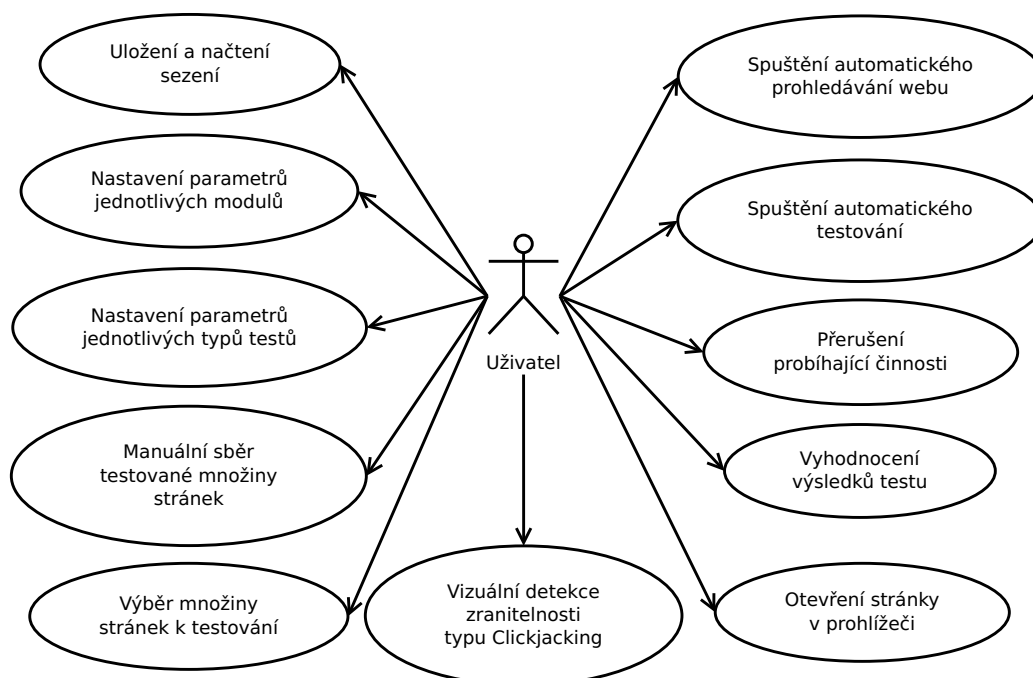 Uložení a načtení
sezení
Nastavení parametrů
jednotlivých modulů
Nastavení parametrů
jednotlivých typů testů
Manuální sběr
testované množiny
stránek
Výběr množiny
stránek k testování
Uživatel
Vizuální detekce
zranitelnosti
typu Clickjacking
Spuštění automatického
prohledávání webu
Spuštění automatického
testování
Přerušení
probíhající činnosti
Vyhodnocení
výsledků testu
Otevření stránky
v prohlížeči